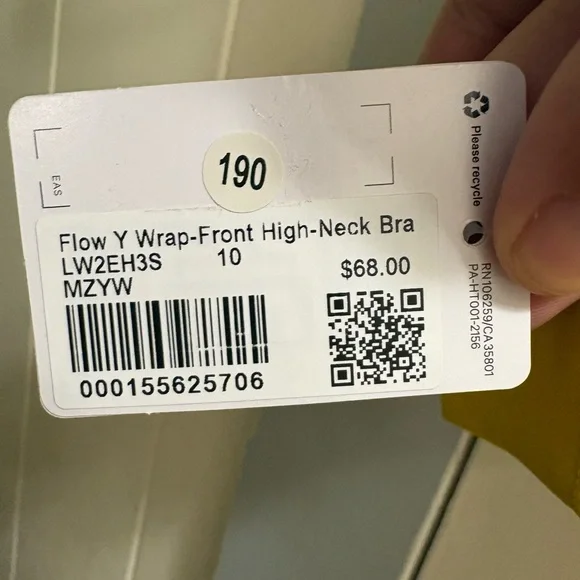 190
EAS
Please recycle
Flow Y Wrap-Front High-Neck Bra
LW2EH3S 10 $68.00
MZYW
000155625706
RN106259/CA35801
PA-HT001-2156